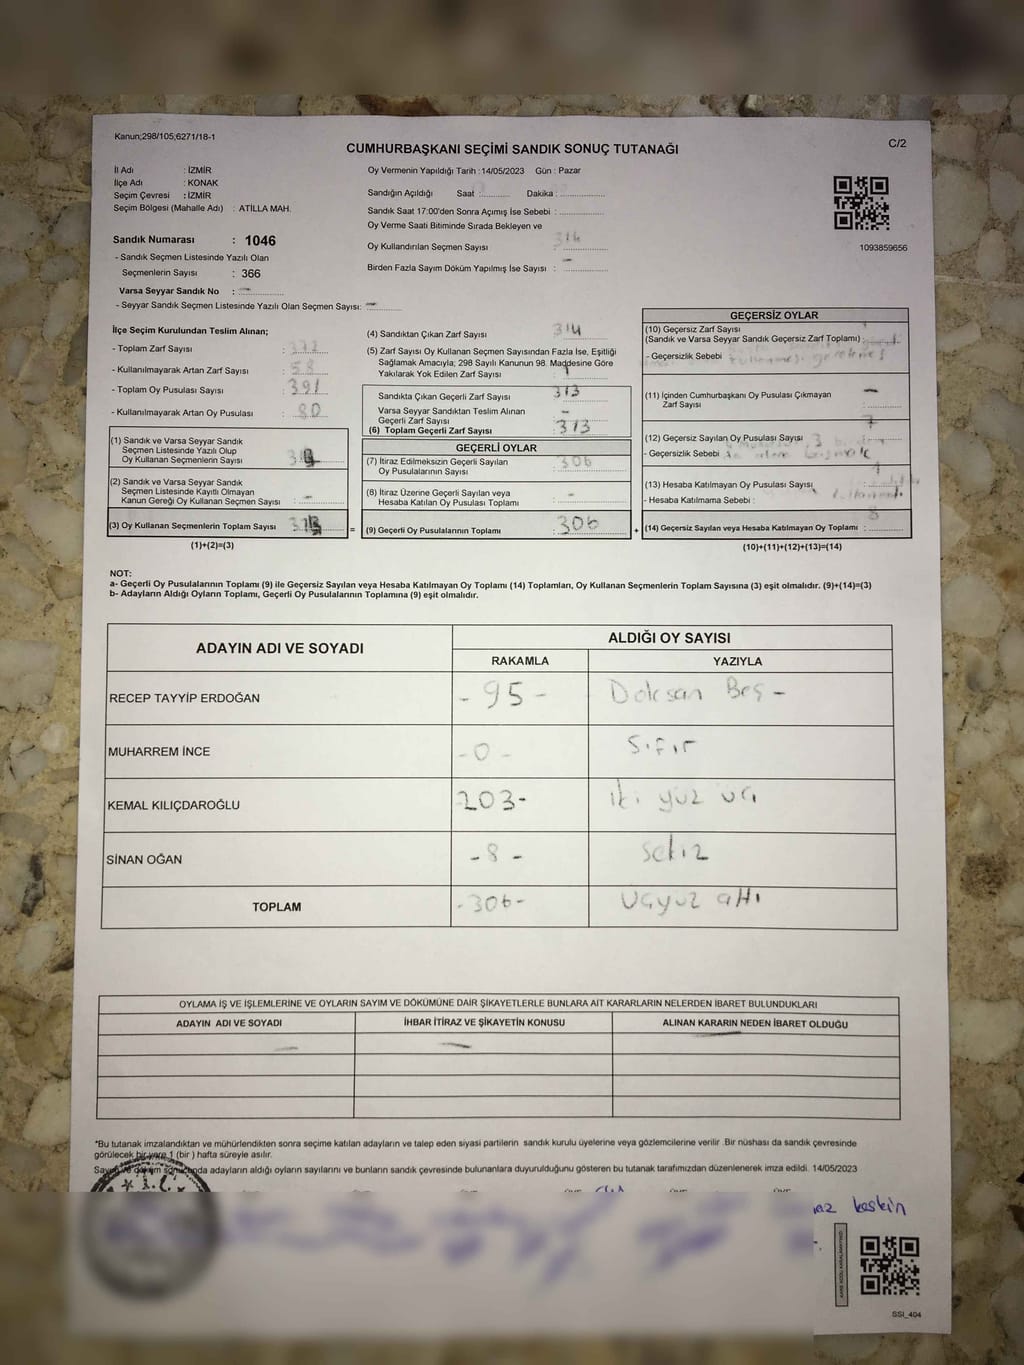 Kanun;298/105;6271/18-1
CUMHURBAŞKANI SEÇİMİ SANDIK SONUÇ TUTANAĞI
C/2
İl Adı : İZMİR
İlçe Adı : KONAK
Seçim Çevresi : İZMİR
Seçim Bölgesi (Mahalle Adı) : ATİLLA MAH.
Oy Vermenin Yapıldığı Tarih : 14/05/2023 Gün : Pazar
Sandığın Açıldığı Saat : Dakika :
Sandık Saat 17:00'den Sonra Açımış İse Sebebi :
Oy Verme Saati Bitiminde Sırada Bekleyen ve
Oy Kullandırılan Seçmen Sayısı 314
Birden Fazla Sayım Döküm Yapılmış İse Sayısı : -
1093859656
Sandık Numarası : 1046
- Sandık Seçmen Listesinde Yazılı Olan
Seçmenlerin Sayısı : 366
Varsa Seyyar Sandık No : -
- Seyyar Sandık Seçmen Listesinde Yazılı Olan Seçmen Sayısı: -
İlçe Seçim Kurulundan Teslim Alınan;
- Toplam Zarf Sayısı : 372
- Kullanılmayarak Artan Zarf Sayısı : 58
- Toplam Oy Pusulası Sayısı : 391
- Kullanılmayarak Artan Oy Pusulası : 80
(1) Sandık ve Varsa Seyyar Sandık
Seçmen Listesinde Yazılı Olup
Oy Kullanan Seçmenlerin Sayısı :
(2) Sandık ve Varsa Seyyar Sandık
Seçmen Listesinde Kayıtlı Olmayan
Kanun Gereği Oy Kullanan Seçmen Sayısı : -
(3) Oy Kullanan Seçmenlerin Toplam Sayısı :
(1)+(2)=(3)
(4) Sandıktan Çıkan Zarf Sayısı 314
(5) Zarf Sayısı Oy Kullanan Seçmen Sayısından Fazla İse, Eşitliği
Sağlamak Amacıyla; 298 Sayılı Kanunun 98. Maddesine Göre
Yakılarak Yok Edilen Zarf Sayısı : 1
Sandıkta Çıkan Geçerli Zarf Sayısı : 313
Varsa Seyyar Sandıktan Teslim Alınan
Geçerli Zarf Sayısı : -
(6) Toplam Geçerli Zarf Sayısı : 313
GEÇERLİ OYLAR
(7) İtiraz Edilmeksizin Geçerli Sayılan
Oy Pusulalarının Sayısı : 306
(8) İtiraz Üzerine Geçerli Sayılan veya
Hesaba Katılan Oy Pusulası Toplamı : -
= (9) Geçerli Oy Pusulalarının Toplamı : 306 +
GEÇERSİZ OYLAR
(10) Geçersiz Zarf Sayısı
(Sandık ve Varsa Seyyar Sandık Geçersiz Zarf Toplamı) :
- Geçersizlik Sebebi
(11) İçinden Cumhurbaşkanı Oy Pusulası Çıkmayan
Zarf Sayısı : -
(12) Geçersiz Sayılan Oy Pusulası Sayısı : 7
- Geçersizlik Sebebi
(13) Hesaba Katılmayan Oy Pusulası Sayısı : 1
- Hesaba Katılmama Sebebi :
(14) Geçersiz Sayılan veya Hesaba Katılmayan Oy Toplamı : 8
(10)+(11)+(12)+(13)=(14)
NOT:
a- Geçerli Oy Pusulalarının Toplamı (9) ile Geçersiz Sayılan veya Hesaba Katılmayan Oy Toplamı (14) Toplamları, Oy Kullanan Seçmenlerin Toplam Sayısına (3) eşit olmalıdır. (9)+(14)=(3)
b- Adayların Aldığı Oyların Toplamı, Geçerli Oy Pusulalarının Toplamına (9) eşit olmalıdır.
ADAYIN ADI VE SOYADI
ALDIĞI OY SAYISI
RAKAMLA YAZIYLA
RECEP TAYYİP ERDOĞAN - 95 - Doksan Beş -
MUHARREM İNCE - 0 - Sıfır
KEMAL KILIÇDAROĞLU 203- iki yüz üç
SİNAN OĞAN - 8 - Sekiz
TOPLAM - 306 - Üçyüz altı
OYLAMA İŞ VE İŞLEMLERİNE VE OYLARIN SAYIM VE DÖKÜMÜNE DAİR ŞİKAYETLERLE BUNLARA AİT KARARLARIN NELERDEN İBARET BULUNDUKLARI
ADAYIN ADI VE SOYADI İHBAR İTİRAZ VE ŞİKAYETİN KONUSU ALINAN KARARIN NEDEN İBARET OLDUĞU
*Bu tutanak imzalandıktan ve mühürlendikten sonra seçime katılan adayların ve talep eden siyasi partilerin sandık kurulu üyelerine veya gözlemcilerine verilir .Bir nüshası da sandık çevresinde
görülecek bir yere 1 (bir ) hafta süreyle asılır.
Sayım ve döküm sonucunda adayların aldığı oyların sayılarını ve bunların sandık çevresinde bulunanlara duyurulduğunu gösteren bu tutanak tarafımızdan düzenlenerek imza edildi. 14/05/2023
T.C.
keskin
SSI_404